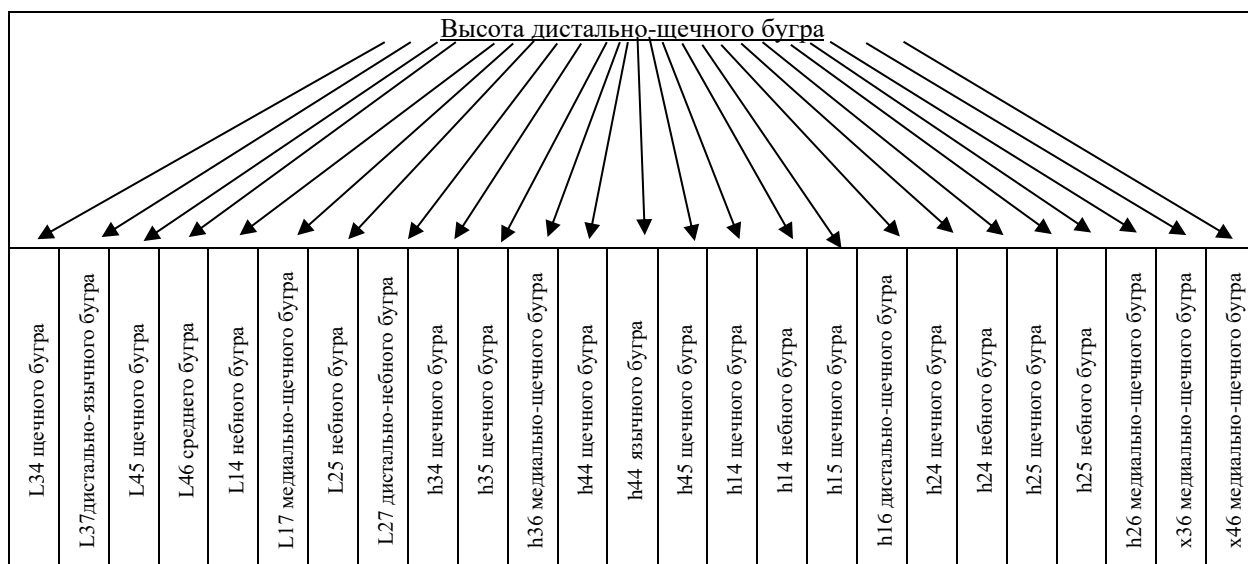 Высота дистально-щечного бугра
L34 щечного бугра
L37дистально-язычного бугра
L45 щечного бугра
L46 среднего бугра
L14 небного бугра
L17 медиально-щечного бугра
L25 небного бугра
L27 дистально-небного бугра
h34 щечного бугра
h35 щечного бугра
h36 медиально-щечного бугра
h44 щечного бугра
h44 язычного бугра
h45 щечного бугра
h14 щечного бугра
h14 небного бугра
h15 щечного бугра
h16 дистально-щечного бугра
h24 щечного бугра
h24 небного бугра
h25 щечного бугра
h25 небного бугра
h26 медиально-щечного бугра
х36 медиально-щечного бугра
х46 медиально-щечного бугра